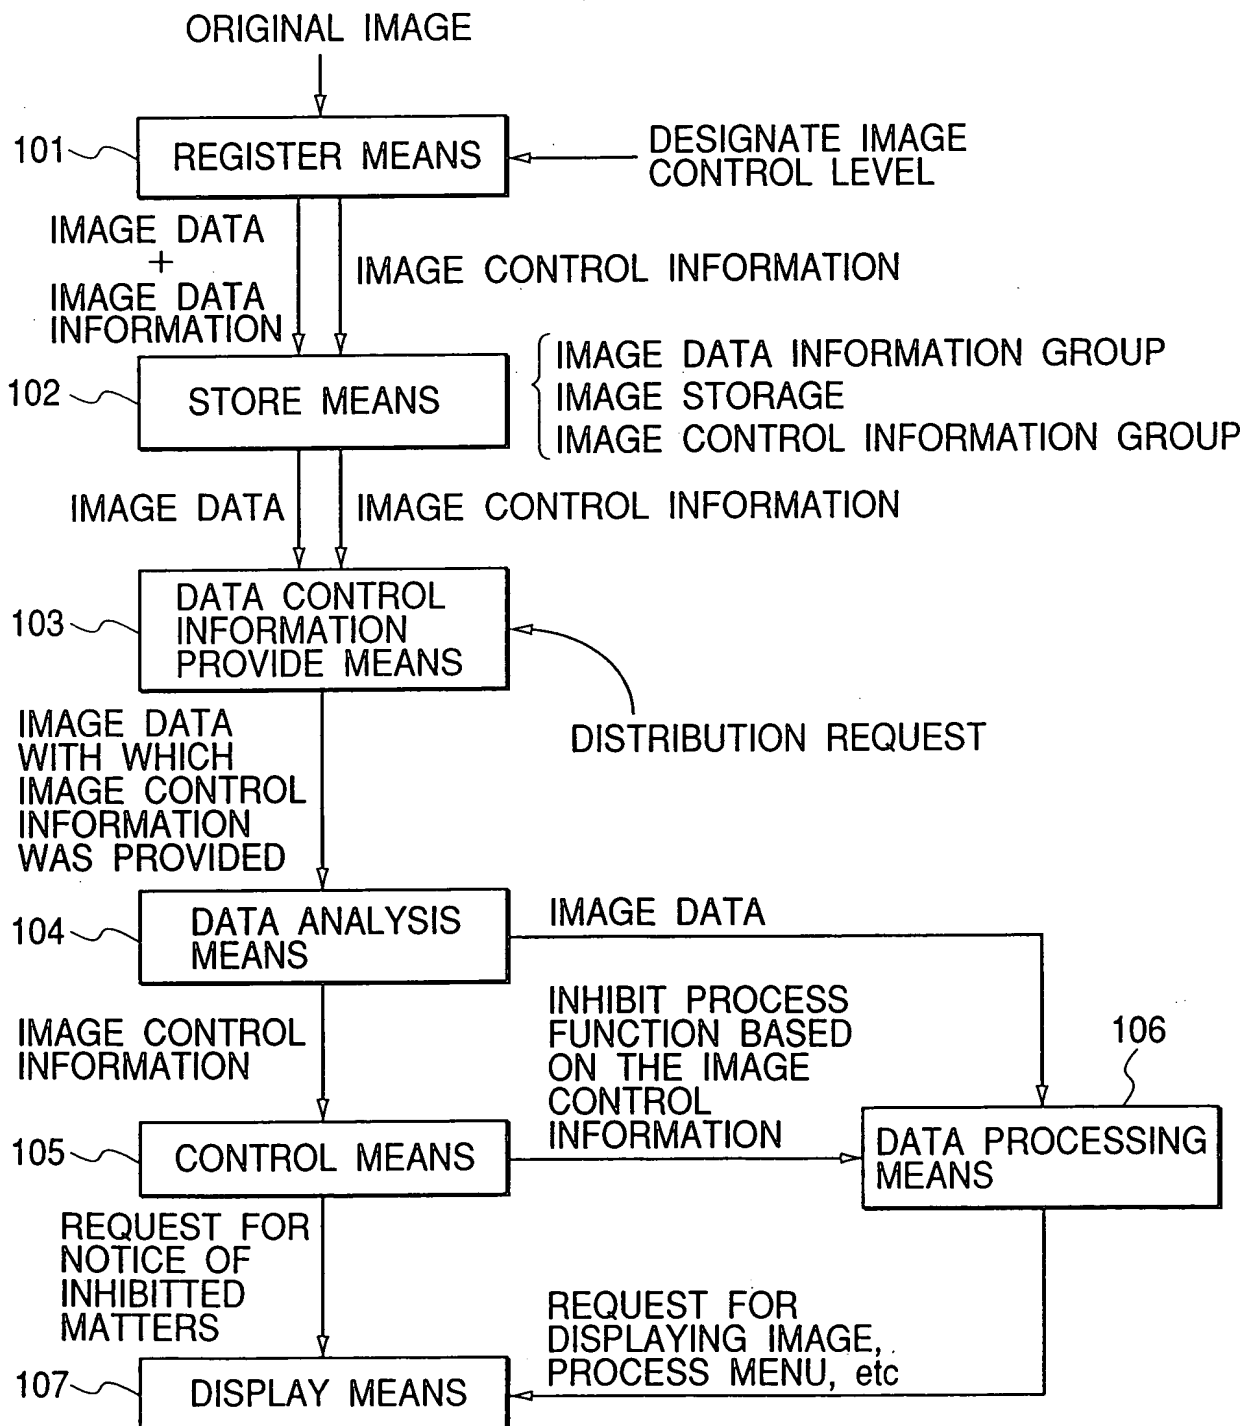 ORIGINAL IMAGE
101
REGISTER MEANS
DESIGNATE IMAGE
CONTROL LEVEL
IMAGE DATA
+
IMAGE DATA
INFORMATION
IMAGE CONTROL INFORMATION
102
STORE MEANS
IMAGE DATA INFORMATION GROUP
IMAGE STORAGE
IMAGE CONTROL INFORMATION GROUP
IMAGE DATA
IMAGE CONTROL INFORMATION
103
DATA CONTROL
INFORMATION
PROVIDE MEANS
DISTRIBUTION REQUEST
IMAGE DATA
WITH WHICH
IMAGE CONTROL
INFORMATION
WAS PROVIDED
104
DATA ANALYSIS
MEANS
IMAGE DATA
IMAGE CONTROL
INFORMATION
INHIBIT PROCESS
FUNCTION BASED
ON THE IMAGE
CONTROL
INFORMATION
106
105
CONTROL MEANS
DATA PROCESSING
MEANS
REQUEST FOR
NOTICE OF
INHIBITTED
MATTERS
REQUEST FOR
DISPLAYING IMAGE,
PROCESS MENU, etc
107
DISPLAY MEANS